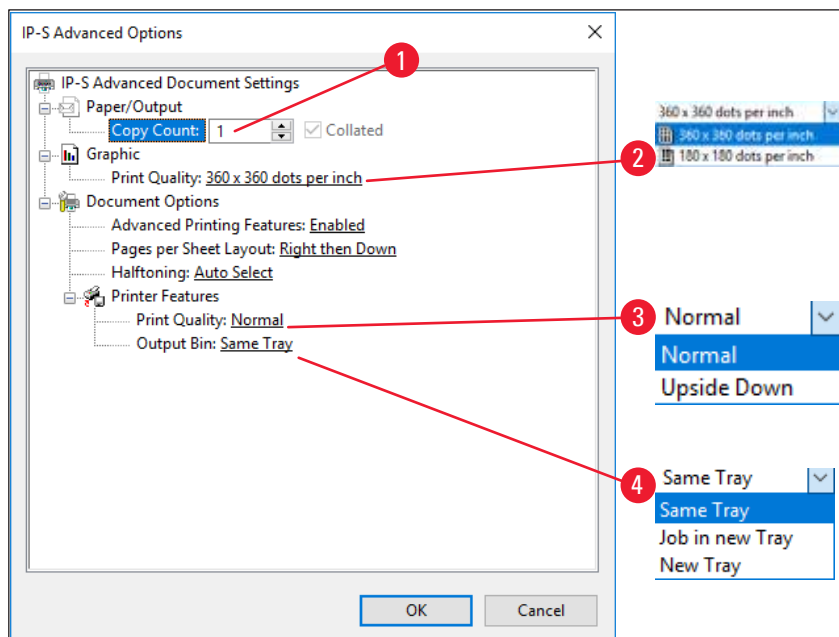 IP-S Advanced Options
1
IP-S Advanced Document Settings
Paper/Output
Copy Count: 1 Collated
Graphic
Print Quality: 360 x 360 dots per inch
Document Options
Advanced Printing Features: Enabled
Pages per Sheet Layout: Right then Down
Halftoning: Auto Select
Printer Features
Print Quality: Normal
Output Bin: Same Tray
OK Cancel
2
360 x 360 dots per inch
360 x 360 dots per inch
180 x 180 dots per inch
3
Normal
Normal
Upside Down
4
Same Tray
Same Tray
Job in new Tray
New Tray